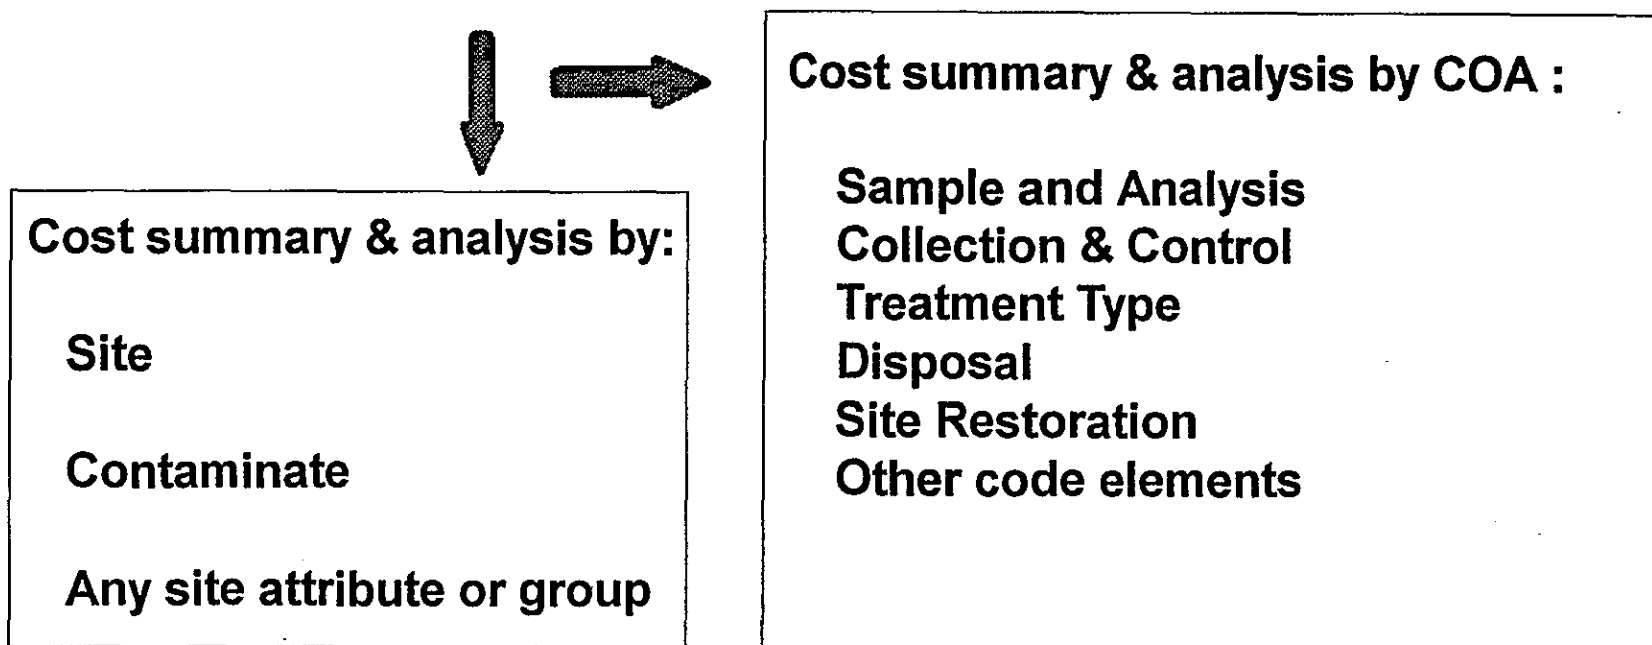 Cost summary & analysis by COA :
Sample and Analysis
Collection & Control
Treatment Type
Disposal
Site Restoration
Other code elements
Cost summary & analysis by:
Site
Contaminate
Any site attribute or group